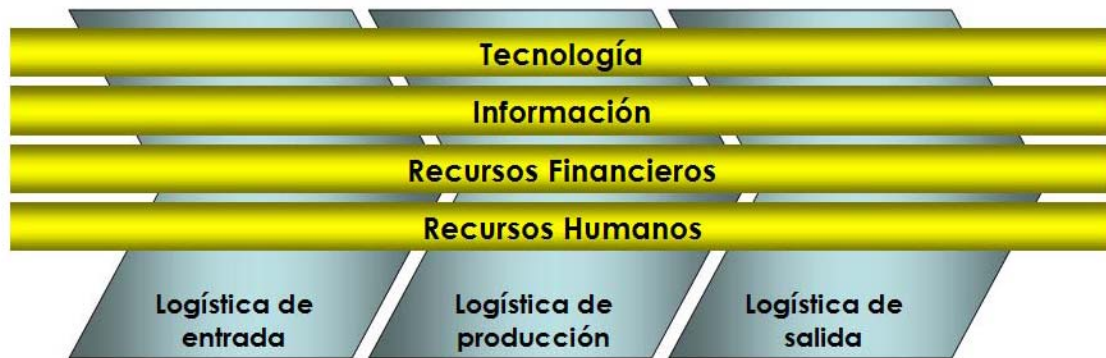 Tecnología
Información
Recursos Financieros
Recursos Humanos
Logística de
entrada
Logística de
producción
Logística de
salida